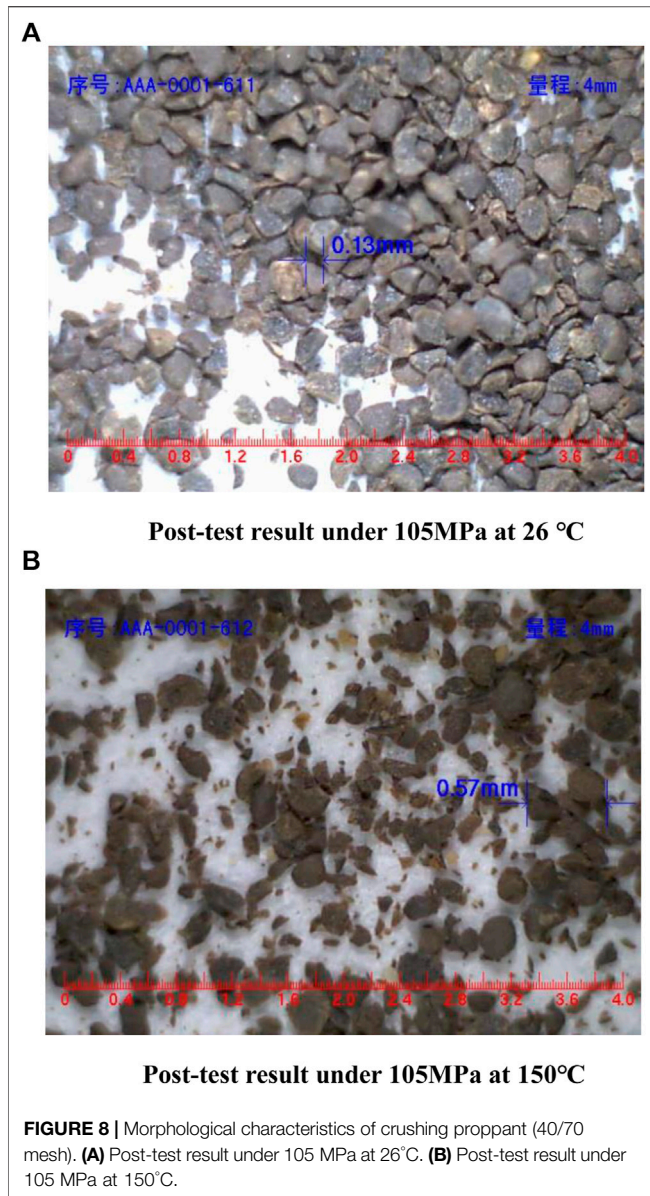 A
序号:AAA-0001-611 量程:4mm
0.13mm
0 0.4 0.8 1.2 1.6 2.0 2.4 2.8 3.2 3.6 4.0
Post-test result under 105MPa at 26 °C
B
序号:AAA-0001-612 量程:4mm
0.57mm
0 0.4 0.8 1.2 1.6 2.0 2.4 2.8 3.2 3.6 4.0
Post-test result under 105MPa at 150°C
FIGURE 8 | Morphological characteristics of crushing proppant (40/70
mesh). (A) Post-test result under 105 MPa at 26°C. (B) Post-test result under
105 MPa at 150°C.